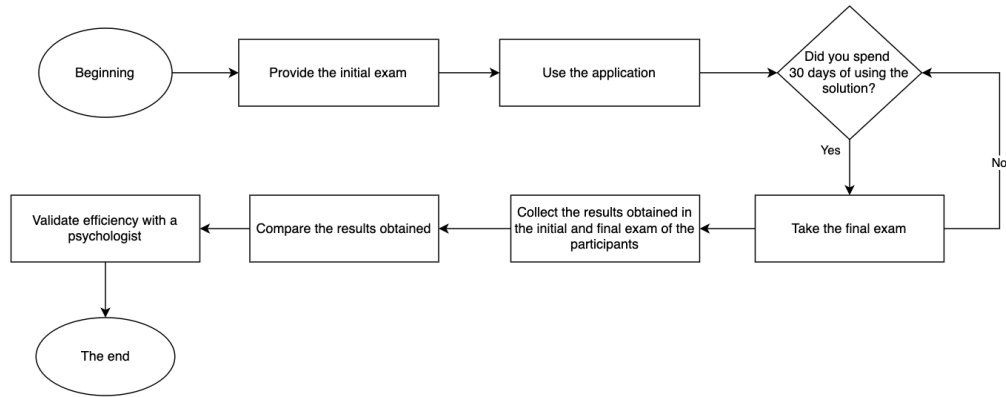 Beginning
Provide the initial exam
Use the application
Did you spend
30 days of using the
solution?
Yes
No
Validate efficiency with a
psychologist
Compare the results obtained
Collect the results obtained in
the initial and final exam of the
participants
Take the final exam
The end